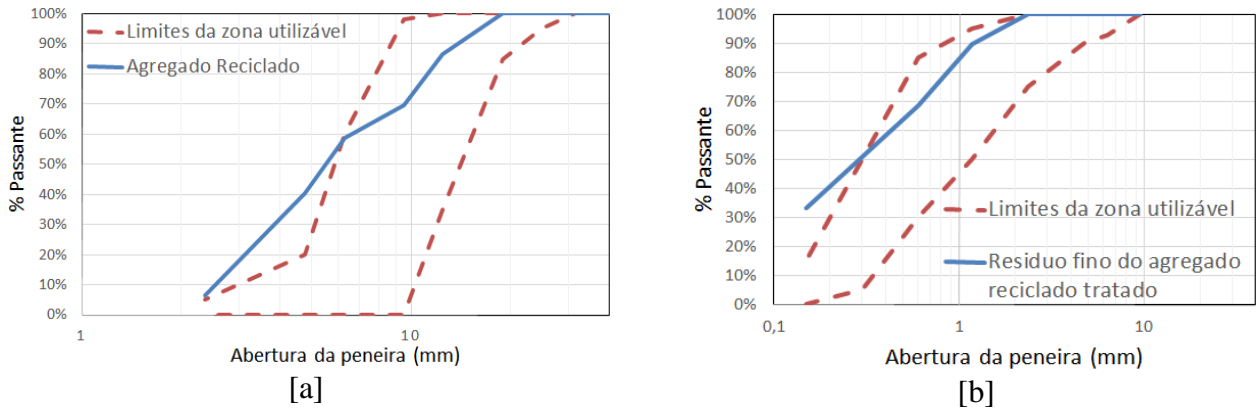 100%
90%
80%
70%
60%
50%
40%
30%
20%
10%
0%
% Passante
Limites da zona utilizável
Agregado Reciclado
1
10
Abertura da peneira (mm)
[a]
100%
90%
80%
70%
60%
50%
40%
30%
20%
10%
0%
% Passante
Limites da zona utilizável
Residuo fino do agregado
reciclado tratado
0,1
1
10
Abertura da peneira (mm)
[b]